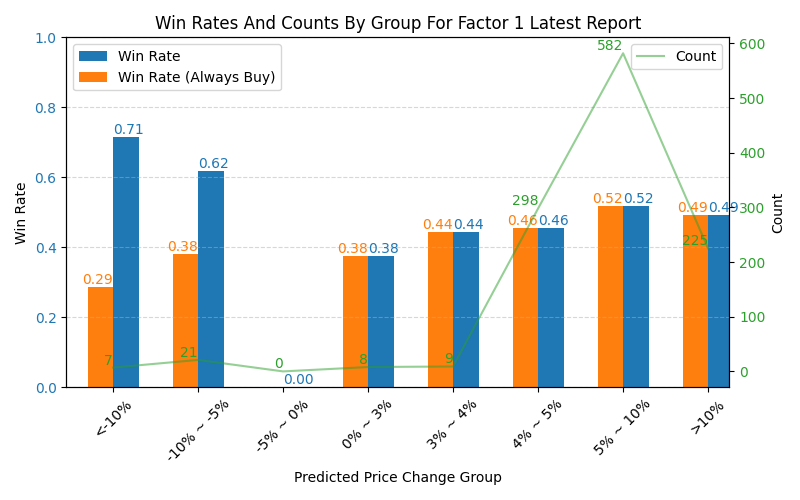 Win Rates And Counts By Group For Factor 1 Latest Report
Win Rate
Win Rate (Always Buy)
Count
1.0
0.8
0.6
0.4
0.2
0.0
Win Rate
600
500
400
300
200
100
0
Count
0.29
0.71
0.38
0.62
0.00
0.38
0.38
0.44
0.44
0.46
0.46
0.52
0.52
0.49
0.49
7
21
0
8
9
298
582
225
<-10%
-10% ~ -5%
-5% ~ 0%
0% ~ 3%
3% ~ 4%
4% ~ 5%
5% ~ 10%
>10%
Predicted Price Change Group